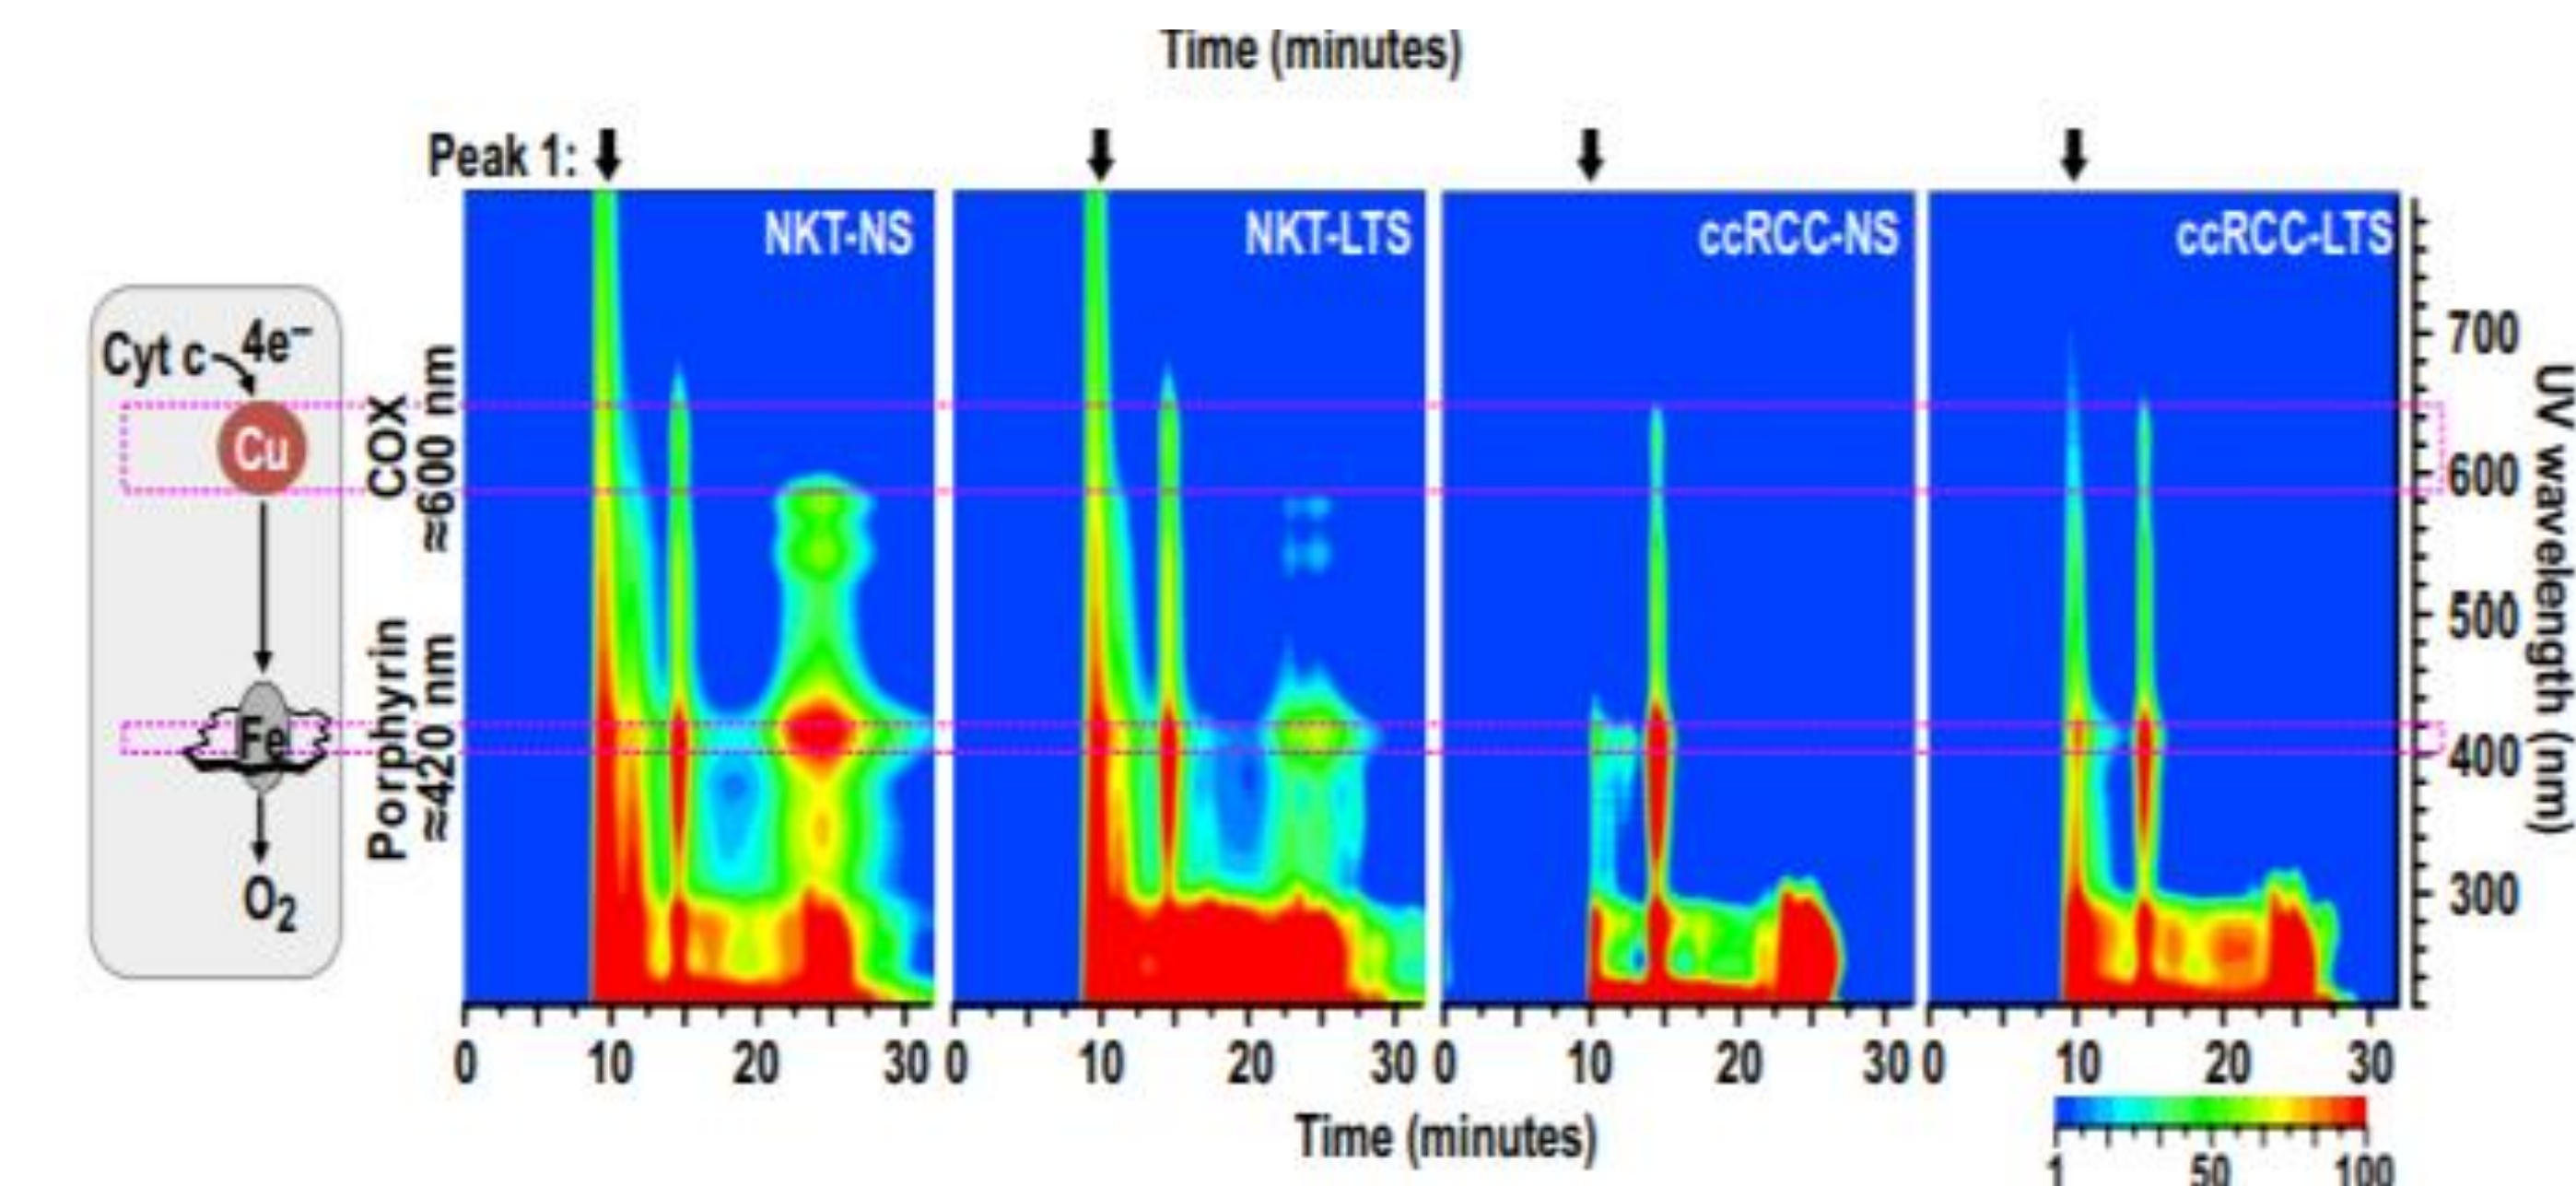 Time (minutes)
Peak 1:
NKT-NS
NKT-LTS
ccRCC-NS
ccRCC-LTS
Cyt c 4e⁻
Cu
Fe
O₂
COX
≈600 nm
Porphyrin
≈420 nm
700
600
500
400
300
UV wavelength (nm)
0 10 20 30 0 10 20 30 0 10 20 30 0 10 20 30
Time (minutes)
1 50 100